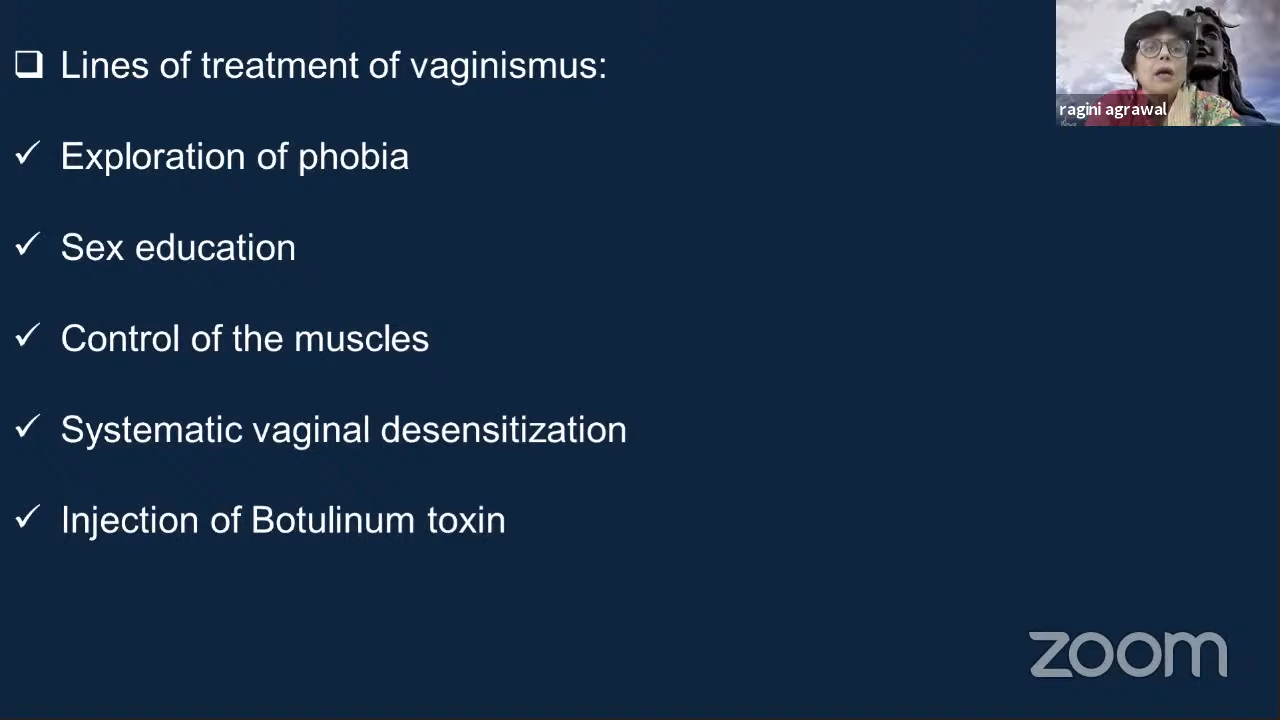 Lines of treatment of vaginismus:
Exploration of phobia
Sex education
Control of the muscles
Systematic vaginal desensitization
Injection of Botulinum toxin
ragini agrawal
zoom